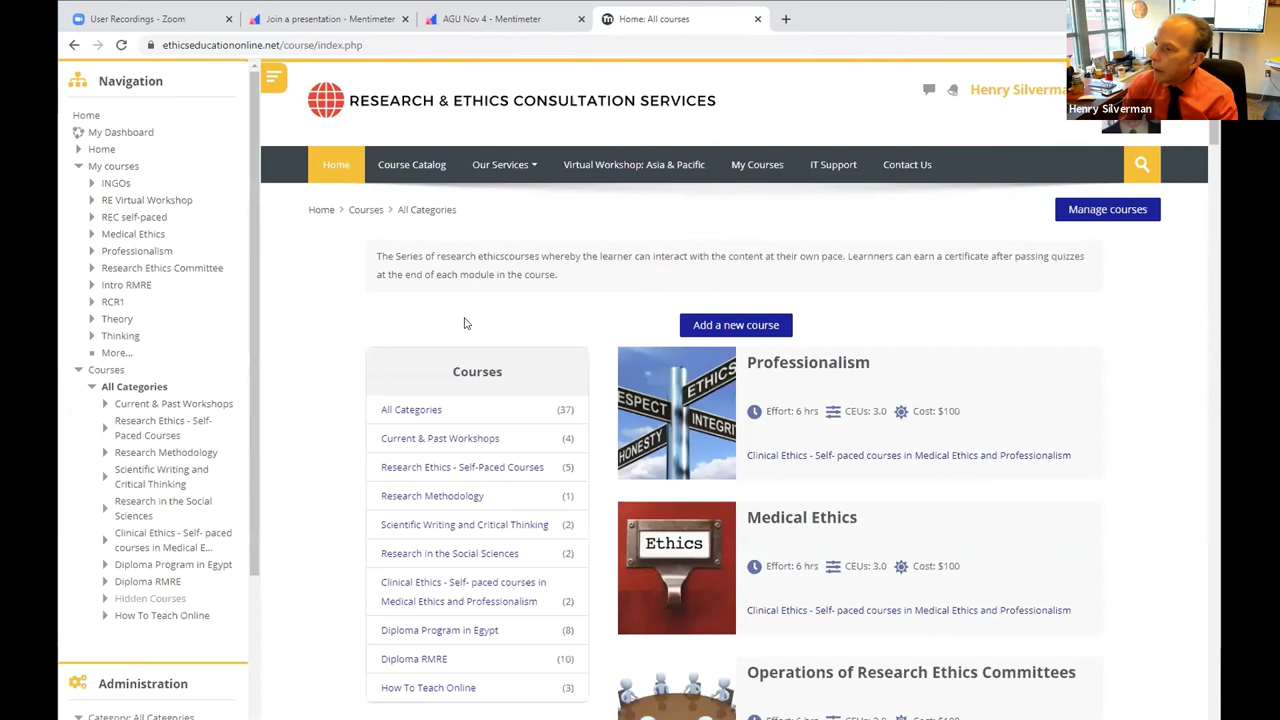 User Recordings - Zoom
Join a presentation - Mentimeter
AGU Nov 4 - Mentimeter
Home: All courses
ethicseducationonline.net/course/index.php
Navigation
Home
My Dashboard
Home
My courses
INGOs
RE Virtual Workshop
REC self-paced
Medical Ethics
Professionalism
Research Ethics Committee
Intro RMRE
RCR1
Theory
Thinking
More...
Courses
All Categories
Current & Past Workshops
Research Ethics - Self-
Paced Courses
Research Methodology
Scientific Writing and
Critical Thinking
Research in the Social
Sciences
Clinical Ethics - Self- paced
courses in Medical E...
Diploma Program in Egypt
Diploma RMRE
Hidden Courses
How To Teach Online
Administration
Category: All Categories
RESEARCH & ETHICS CONSULTATION SERVICES
Henry Silverman
Henry Silverman
Home
Course Catalog
Our Services
Virtual Workshop: Asia & Pacific
My Courses
IT Support
Contact Us
Home > Courses > All Categories
Manage courses
The Series of research ethicscourses whereby the learner can interact with the content at their own pace. Learnners can earn a certificate after passing quizzes
at the end of each module in the course.
Add a new course
Courses
All Categories (37)
Current & Past Workshops (4)
Research Ethics - Self-Paced Courses (5)
Research Methodology (1)
Scientific Writing and Critical Thinking (2)
Research in the Social Sciences (2)
Clinical Ethics - Self- paced courses in
Medical Ethics and Professionalism (2)
Diploma Program in Egypt (8)
Diploma RMRE (10)
How To Teach Online (3)
ETHICS
RESPECT
INTEGRI
HONESTY
Professionalism
Effort: 6 hrs CEUs: 3.0 Cost: $100
Clinical Ethics - Self- paced courses in Medical Ethics and Professionalism
Ethics
Medical Ethics
Effort: 6 hrs CEUs: 3.0 Cost: $100
Clinical Ethics - Self- paced courses in Medical Ethics and Professionalism
Operations of Research Ethics Committees